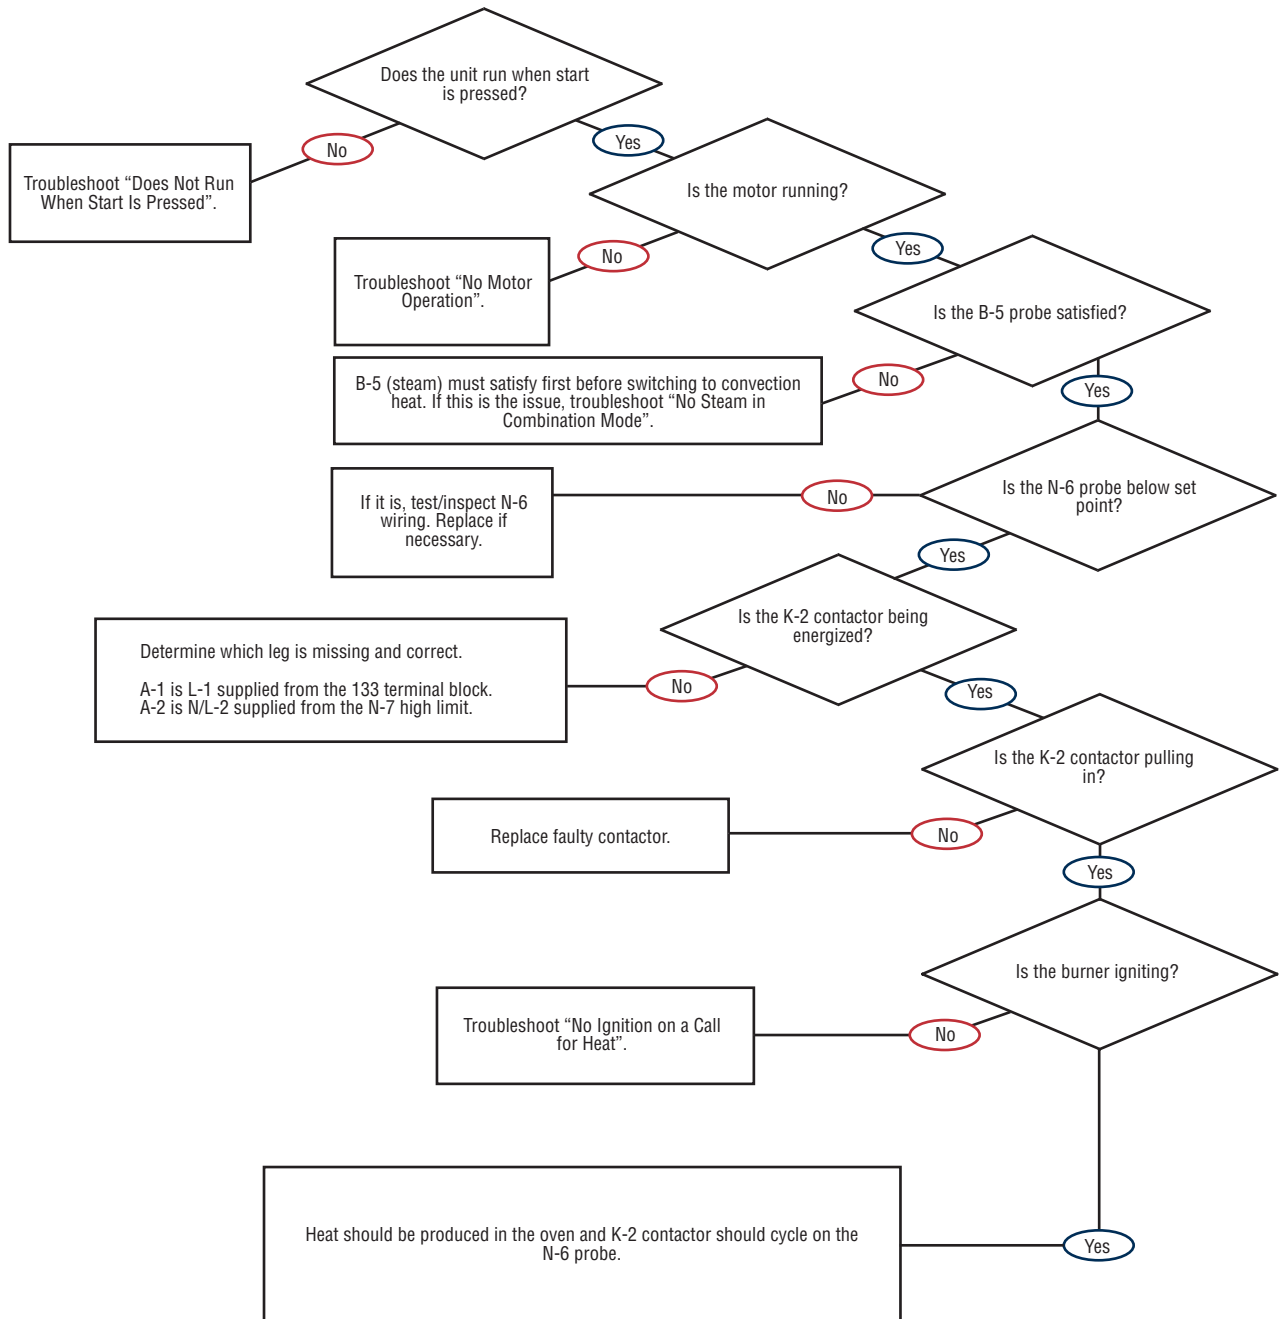 Does the unit run when start
is pressed?
No
Yes
Troubleshoot “Does Not Run
When Start Is Pressed”.
Is the motor running?
No
Yes
Troubleshoot “No Motor
Operation”.
Is the B-5 probe satisfied?
No
Yes
B-5 (steam) must satisfy first before switching to convection
heat. If this is the issue, troubleshoot “No Steam in
Combination Mode”.
Is the N-6 probe below set
point?
No
Yes
If it is, test/inspect N-6
wiring. Replace if
necessary.
Is the K-2 contactor being
energized?
No
Yes
Determine which leg is missing and correct.
A-1 is L-1 supplied from the 133 terminal block.
A-2 is N/L-2 supplied from the N-7 high limit.
Is the K-2 contactor pulling
in?
No
Yes
Replace faulty contactor.
Is the burner igniting?
No
Troubleshoot “No Ignition on a Call
for Heat”.
Yes
Heat should be produced in the oven and K-2 contactor should cycle on the
N-6 probe.